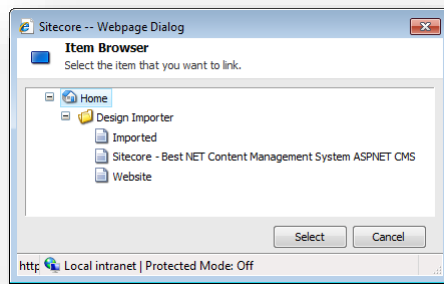 Sitecore -- Webpage Dialog
Item Browser
Select the item that you want to link.
Home
Design Importer
Imported
Sitecore - Best NET Content Management System ASPNET CMS
Website
Select Cancel
http Local intranet | Protected Mode: Off